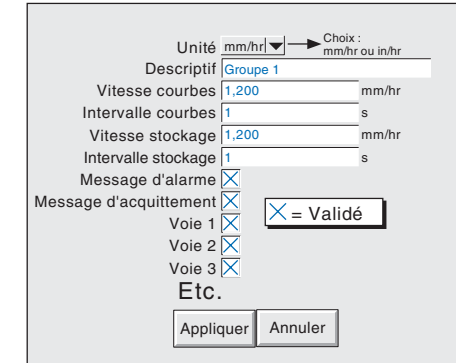 Unité mm/hr Choix :
mm/hr ou in/hr
Descriptif Groupe 1
Vitesse courbes 1,200 mm/hr
Intervalle courbes 1 s
Vitesse stockage 1,200 mm/hr
Intervalle stockage 1 s
Message d'alarme
Message d'acquittement
= Validé
Voie 1
Voie 2
Voie 3
Etc.
Appliquer Annuler